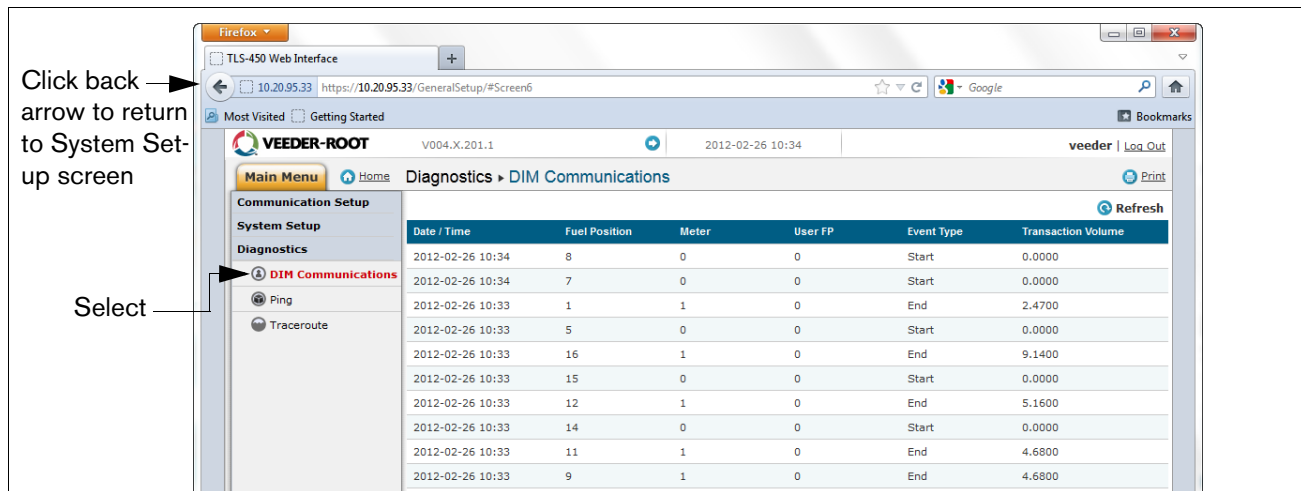 Firefox
TLS-450 Web Interface
Click back
arrow to return
to System Set-
up screen
10.20.95.33 https://10.20.95.33/GeneralSetup/#Screen6
Google
Most Visited Getting Started
Bookmarks
VEEDER-ROOT V004.X.201.1 2012-02-26 10:34 veeder | Log Out
Main Menu Home Diagnostics ▸ DIM Communications Print
Communication Setup
Refresh
System Setup
Diagnostics
DIM Communications
Ping
Traceroute
Select
Date / Time Fuel Position Meter User FP Event Type Transaction Volume
2012-02-26 10:34 8 0 0 Start 0.0000
2012-02-26 10:34 7 0 0 Start 0.0000
2012-02-26 10:33 1 1 0 End 2.4700
2012-02-26 10:33 5 0 0 Start 0.0000
2012-02-26 10:33 16 1 0 End 9.1400
2012-02-26 10:33 15 0 0 Start 0.0000
2012-02-26 10:33 12 1 0 End 5.1600
2012-02-26 10:33 14 0 0 Start 0.0000
2012-02-26 10:33 11 1 0 End 4.6800
2012-02-26 10:33 9 1 0 End 4.6800